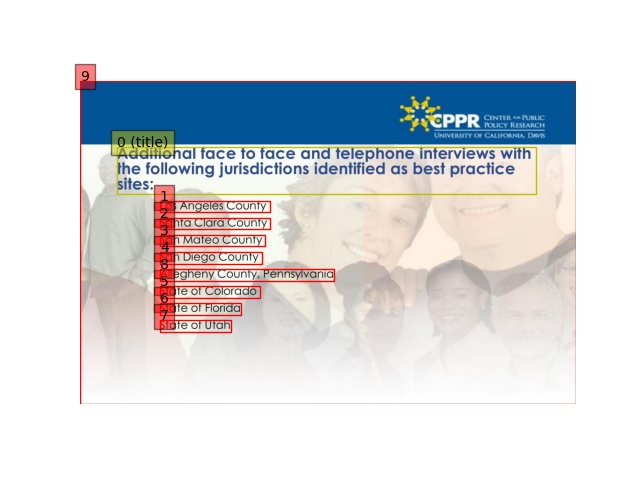 9
CPPR CENTER FOR PUBLIC POLICY RESEARCH
UNIVERSITY OF CALIFORNIA, DAVIS
0 (title)
Additional face to face and telephone interviews with
the following jurisdictions identified as best practice
sites:
1
Los Angeles County
2
Santa Clara County
3
San Mateo County
4
San Diego County
8
Allegheny County, Pennsylvania
5
State of Colorado
6
State of Florida
7
State of Utah